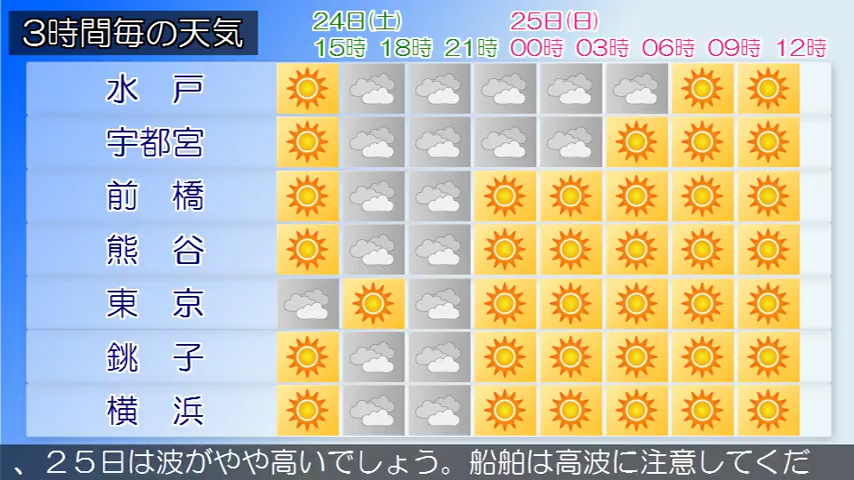 3時間毎の天気
24日(土) 25日(日)
15時 18時 21時 00時 03時 06時 09時 12時
水 戸
宇都宮
前 橋
熊 谷
東 京
銚 子
横 浜
、２５日は波がやや高いでしょう。船舶は高波に注意してくだ